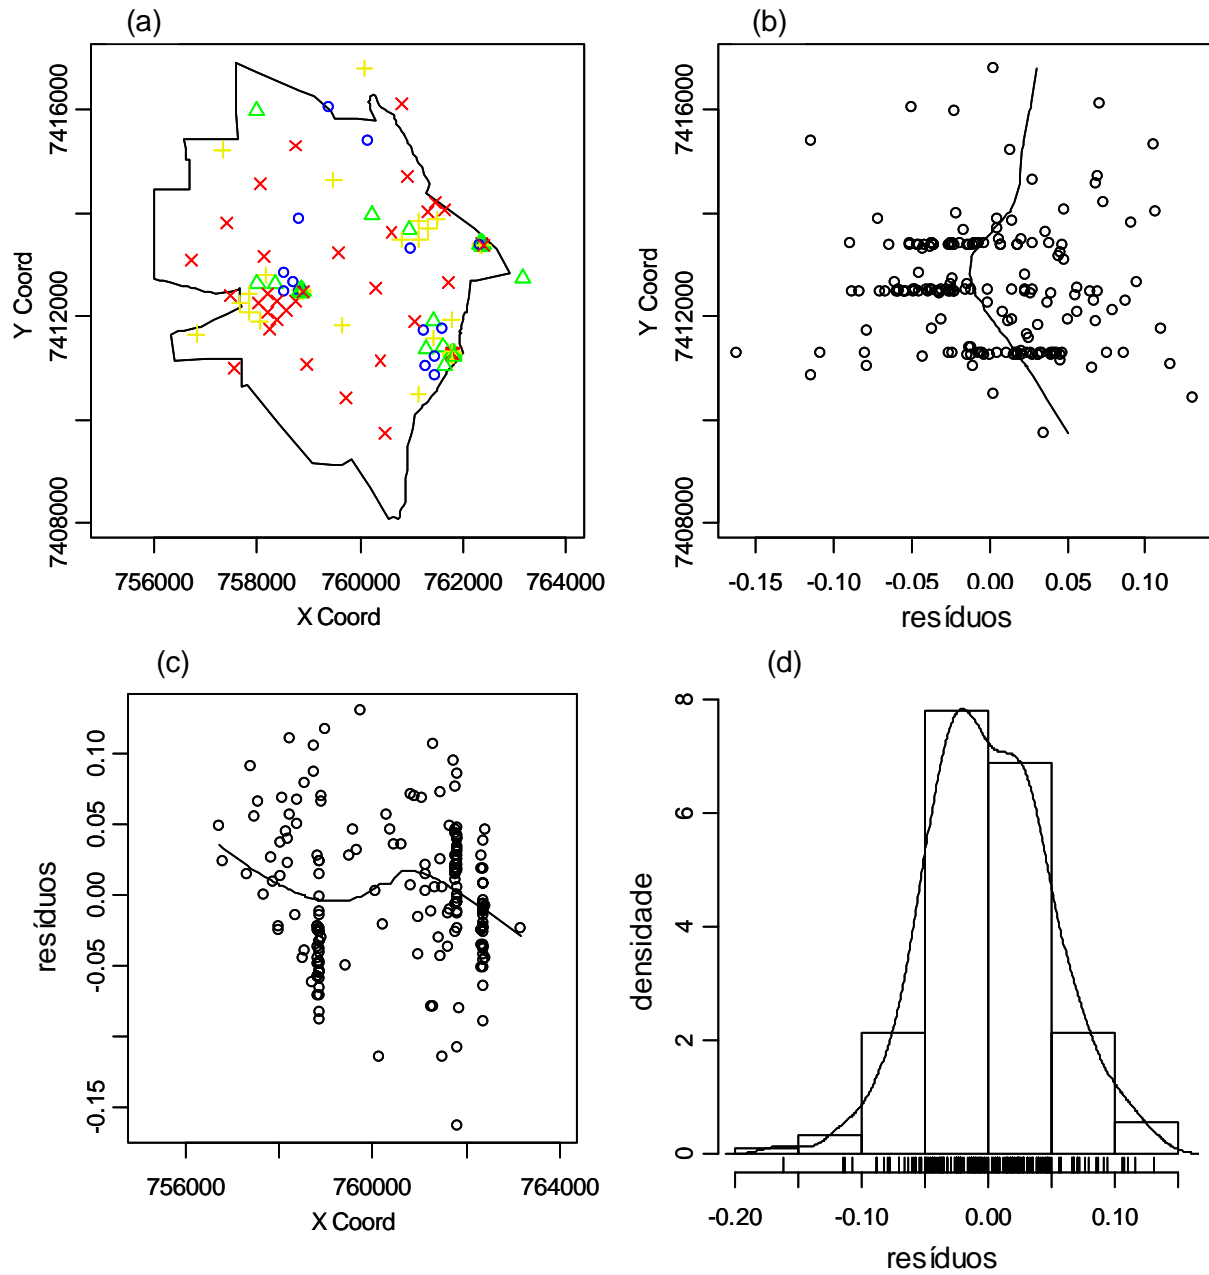 (a)
7416000
7412000
7408000
Y Coord
756000 758000 760000 762000 764000
X Coord
(b)
7416000
7412000
7408000
Y Coord
-0.15 -0.10 -0.05 0.00 0.05 0.10
resíduos
(c)
0.10
0.05
0.00
-0.05
-0.15
resíduos
756000 760000 764000
X Coord
(d)
8
6
4
2
0
densidade
-0.20 -0.10 0.00 0.10
resíduos